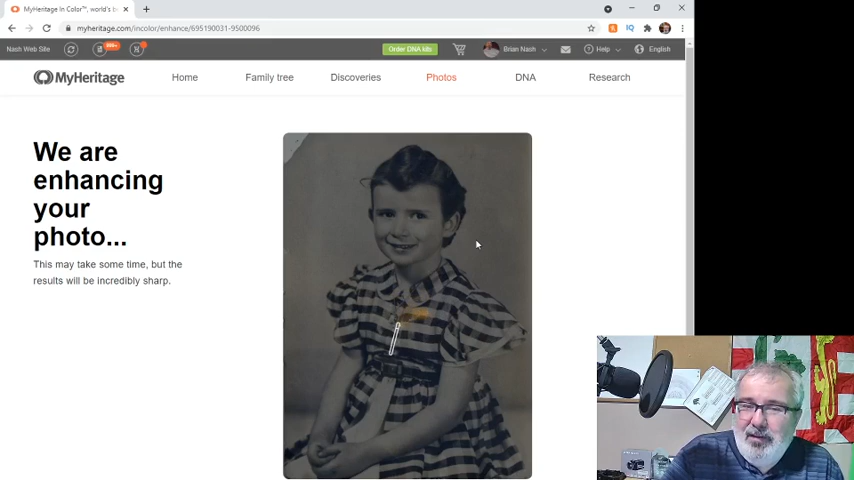 MyHeritage In Color™, world's b
myheritage.com/incolor/enhance/695190031-9500096
Nash Web Site
Order DNA kits
Brian Nash
Help
English
MyHeritage
Home
Family tree
Discoveries
Photos
DNA
Research
We are
enhancing
your
photo...
This may take some time, but the
results will be incredibly sharp.